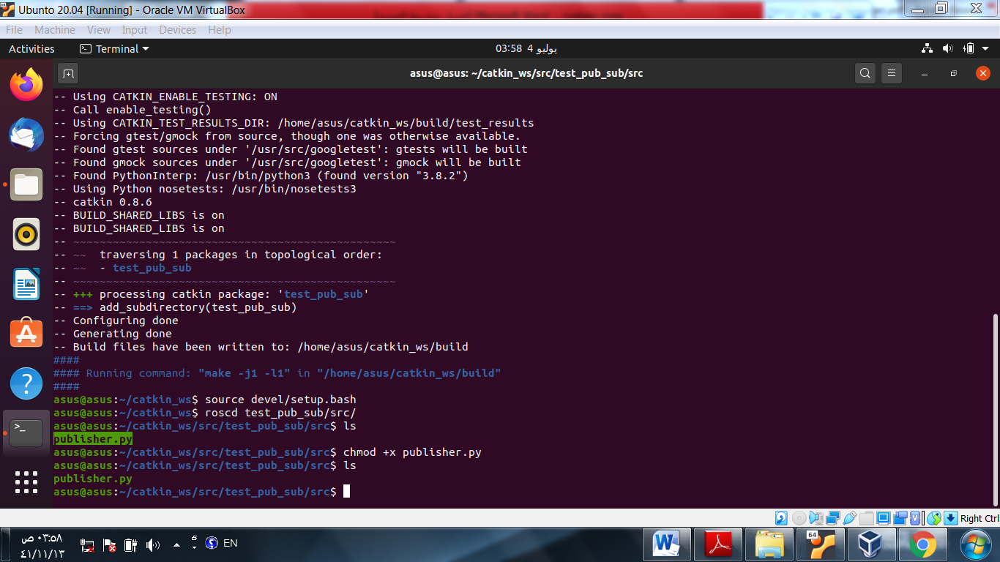 Ubunto 20.04 [Running] - Oracle VM VirtualBox
File Machine View Input Devices Help
Activities Terminal 03:58 4 يوليو
asus@asus: ~/catkin_ws/src/test_pub_sub/src
-- Using CATKIN_ENABLE_TESTING: ON
-- Call enable_testing()
-- Using CATKIN_TEST_RESULTS_DIR: /home/asus/catkin_ws/build/test_results
-- Forcing gtest/gmock from source, though one was otherwise available.
-- Found gtest sources under '/usr/src/googletest': gtests will be built
-- Found gmock sources under '/usr/src/googletest': gmock will be built
-- Found PythonInterp: /usr/bin/python3 (found version "3.8.2")
-- Using Python nosetests: /usr/bin/nosetests3
-- catkin 0.8.6
-- BUILD_SHARED_LIBS is on
-- BUILD_SHARED_LIBS is on
-- ~~~~~~~~~~~~~~~~~~~~~~~~~~~~~~~~~~~~~~~~~~~~~~~~~
-- ~~  traversing 1 packages in topological order:
-- ~~  - test_pub_sub
-- ~~~~~~~~~~~~~~~~~~~~~~~~~~~~~~~~~~~~~~~~~~~~~~~~~
-- +++ processing catkin package: 'test_pub_sub'
-- ==> add_subdirectory(test_pub_sub)
-- Configuring done
-- Generating done
-- Build files have been written to: /home/asus/catkin_ws/build
####
#### Running command: "make -j1 -l1" in "/home/asus/catkin_ws/build"
####
asus@asus:~/catkin_ws$ source devel/setup.bash
asus@asus:~/catkin_ws$ roscd test_pub_sub/src/
asus@asus:~/catkin_ws/src/test_pub_sub/src$ ls
publisher.py
asus@asus:~/catkin_ws/src/test_pub_sub/src$ chmod +x publisher.py
asus@asus:~/catkin_ws/src/test_pub_sub/src$ ls
publisher.py
asus@asus:~/catkin_ws/src/test_pub_sub/src$
Right Ctrl
٠٣:٥٨ ص
٤١/١١/١٣
EN
64